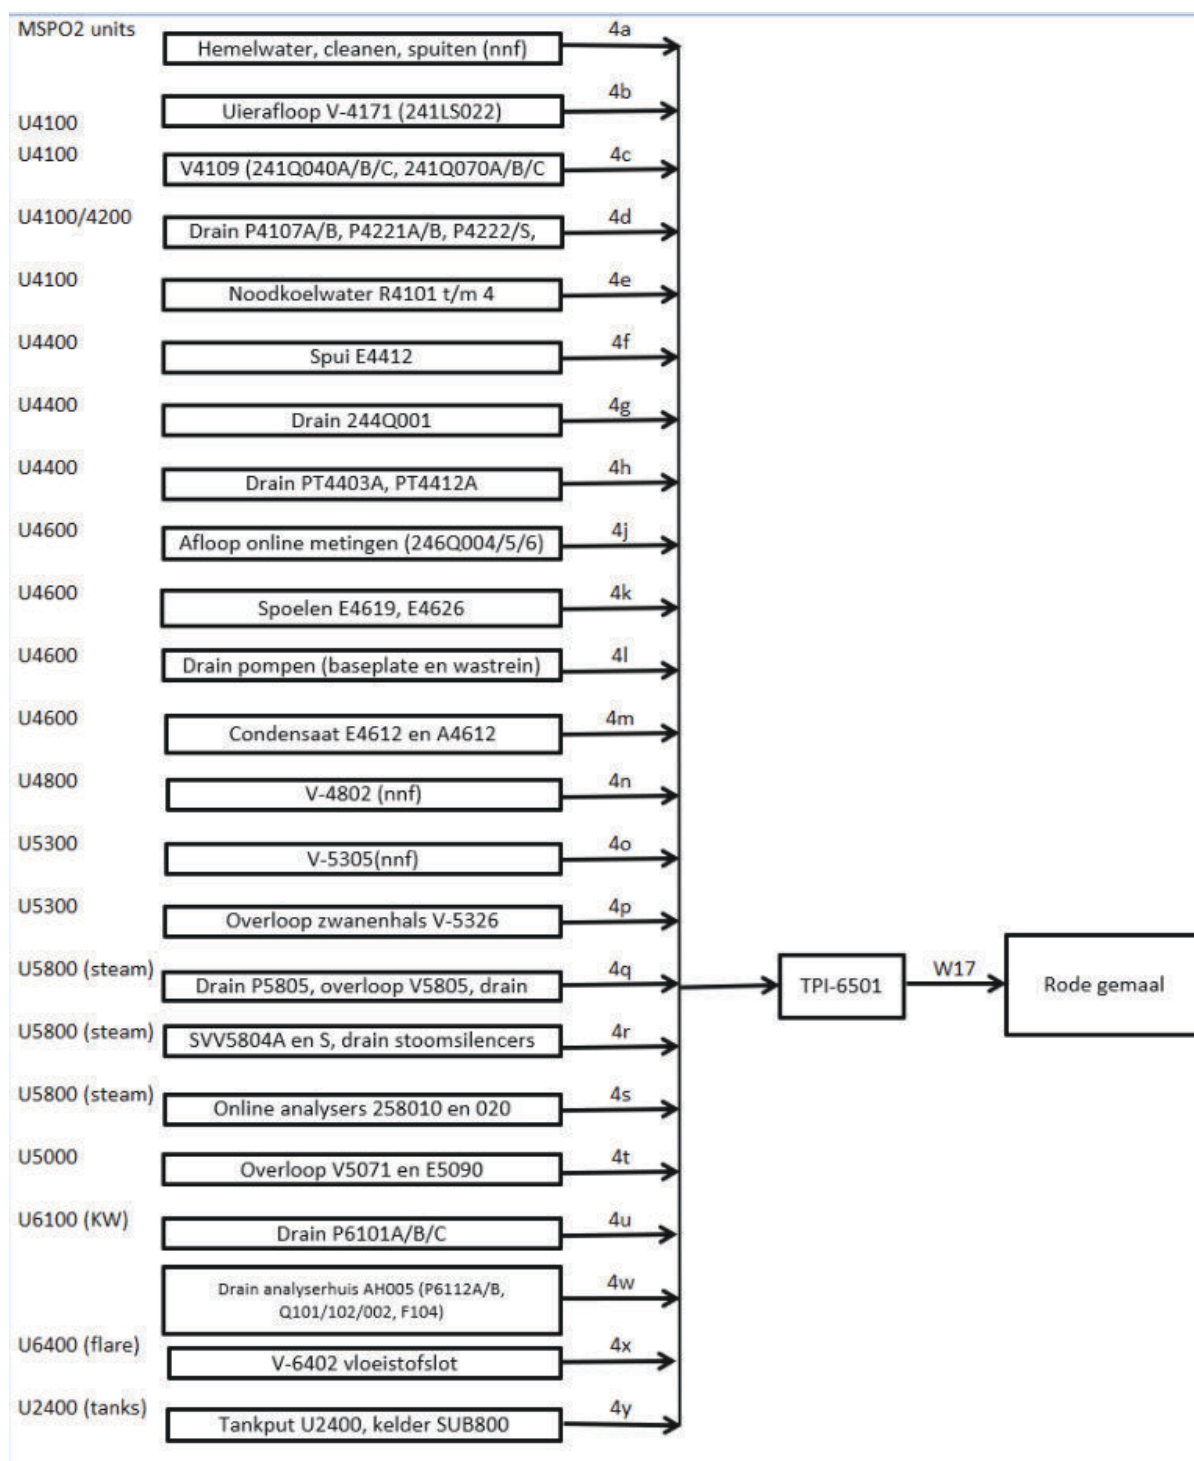 MSPO2 units
Hemelwater, cleanen, spuiten (nnf)
4a
U4100
Uierafloop V-4171 (241LS022)
4b
U4100
V4109 (241Q040A/B/C, 241Q070A/B/C
4c
U4100/4200
Drain P4107A/B, P4221A/B, P4222/S,
4d
U4100
Noodkoelwater R4101 t/m 4
4e
U4400
Spui E4412
4f
U4400
Drain 244Q001
4g
U4400
Drain PT4403A, PT4412A
4h
U4600
Afloop online metingen (246Q004/5/6)
4j
U4600
Spoelen E4619, E4626
4k
U4600
Drain pompen (baseplate en wastrein)
4l
U4600
Condensaat E4612 en A4612
4m
U4800
V-4802 (nnf)
4n
U5300
V-5305(nnf)
4o
U5300
Overloop zwanenhals V-5326
4p
U5800 (steam)
Drain P5805, overloop V5805, drain
4q
TPI-6501
W17
Rode gemaal
U5800 (steam)
SVV5804A en S, drain stoomsilencers
4r
U5800 (steam)
Online analysers 258010 en 020
4s
U5000
Overloop V5071 en E5090
4t
U6100 (KW)
Drain P6101A/B/C
4u
Drain analyserhuis AH005 (P6112A/B,
Q101/102/002, F104)
4w
U6400 (flare)
V-6402 vloeistofslot
4x
U2400 (tanks)
Tankput U2400, kelder SUB800
4y